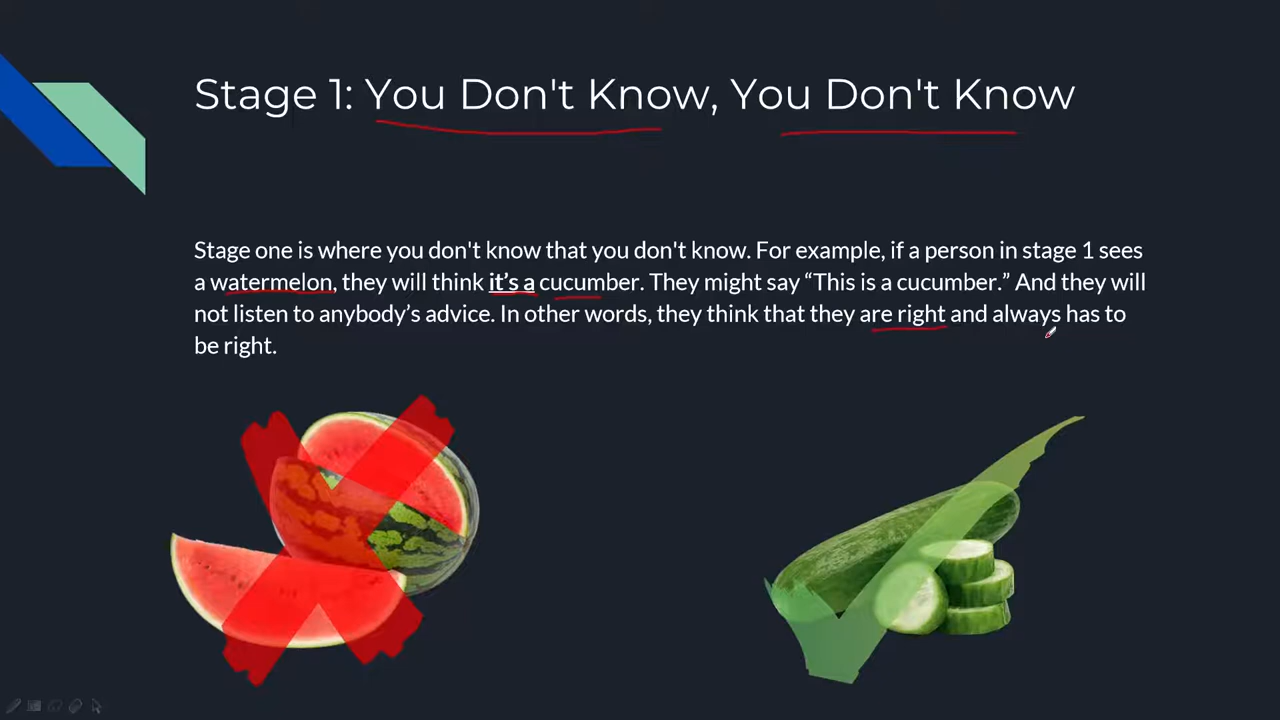 Stage 1: You Don't Know, You Don't Know
Stage one is where you don't know that you don't know. For example, if a person in stage 1 sees
a watermelon, they will think it’s a cucumber. They might say “This is a cucumber.” And they will
not listen to anybody’s advice. In other words, they think that they are right and always has to
be right.